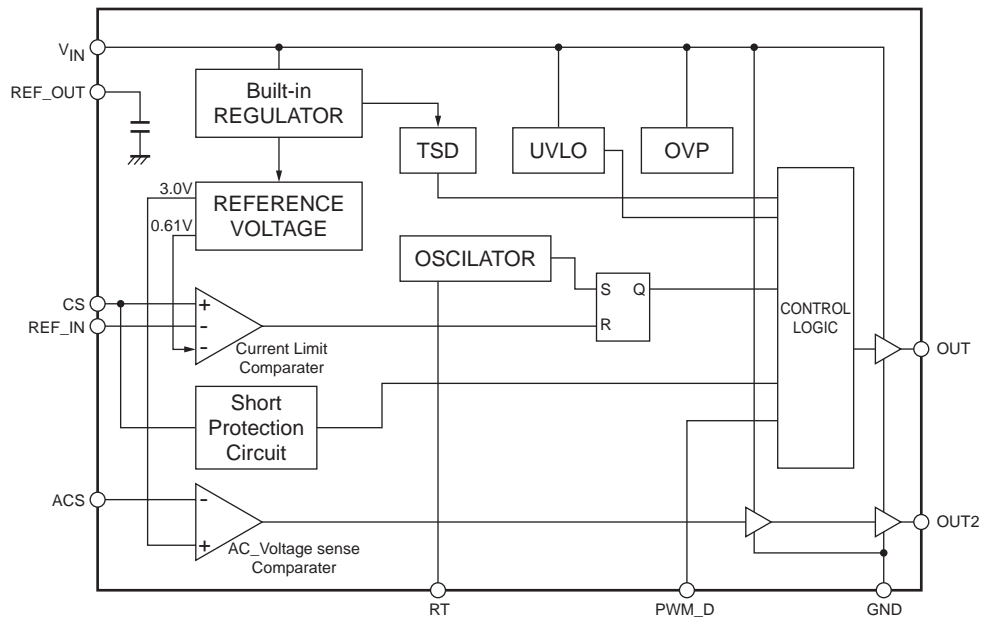 VIN
REF_OUT
Built-in
REGULATOR
TSD
UVLO
OVP
3.0V
REFERENCE
VOLTAGE
0.61V
OSCILATOR
S Q
R
CS
REF_IN
+
-
-
Current Limit
Comparater
CONTROL
LOGIC
OUT
Short
Protection
Circuit
ACS
-
+
AC_Voltage sense
Comparater
OUT2
RT
PWM_D
GND